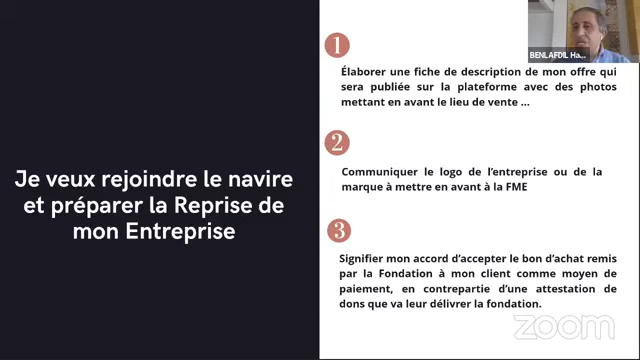 Je veux rejoindre le navire
et préparer la Reprise de
mon Entreprise
1
Élaborer une fiche de description de mon offre qui
sera publiée sur la plateforme avec des photos
mettant en avant le lieu de vente ...
2
Communiquer le logo de l'entreprise ou de la
marque à mettre en avant à la FME
3
Signifier mon accord d'accepter le bon d'achat remis
par la Fondation à mon client comme moyen de
paiement, en contrepartie d'une attestation de
dons que va leur délivrer la fondation.
BENLAFDIL Ha...
zoom